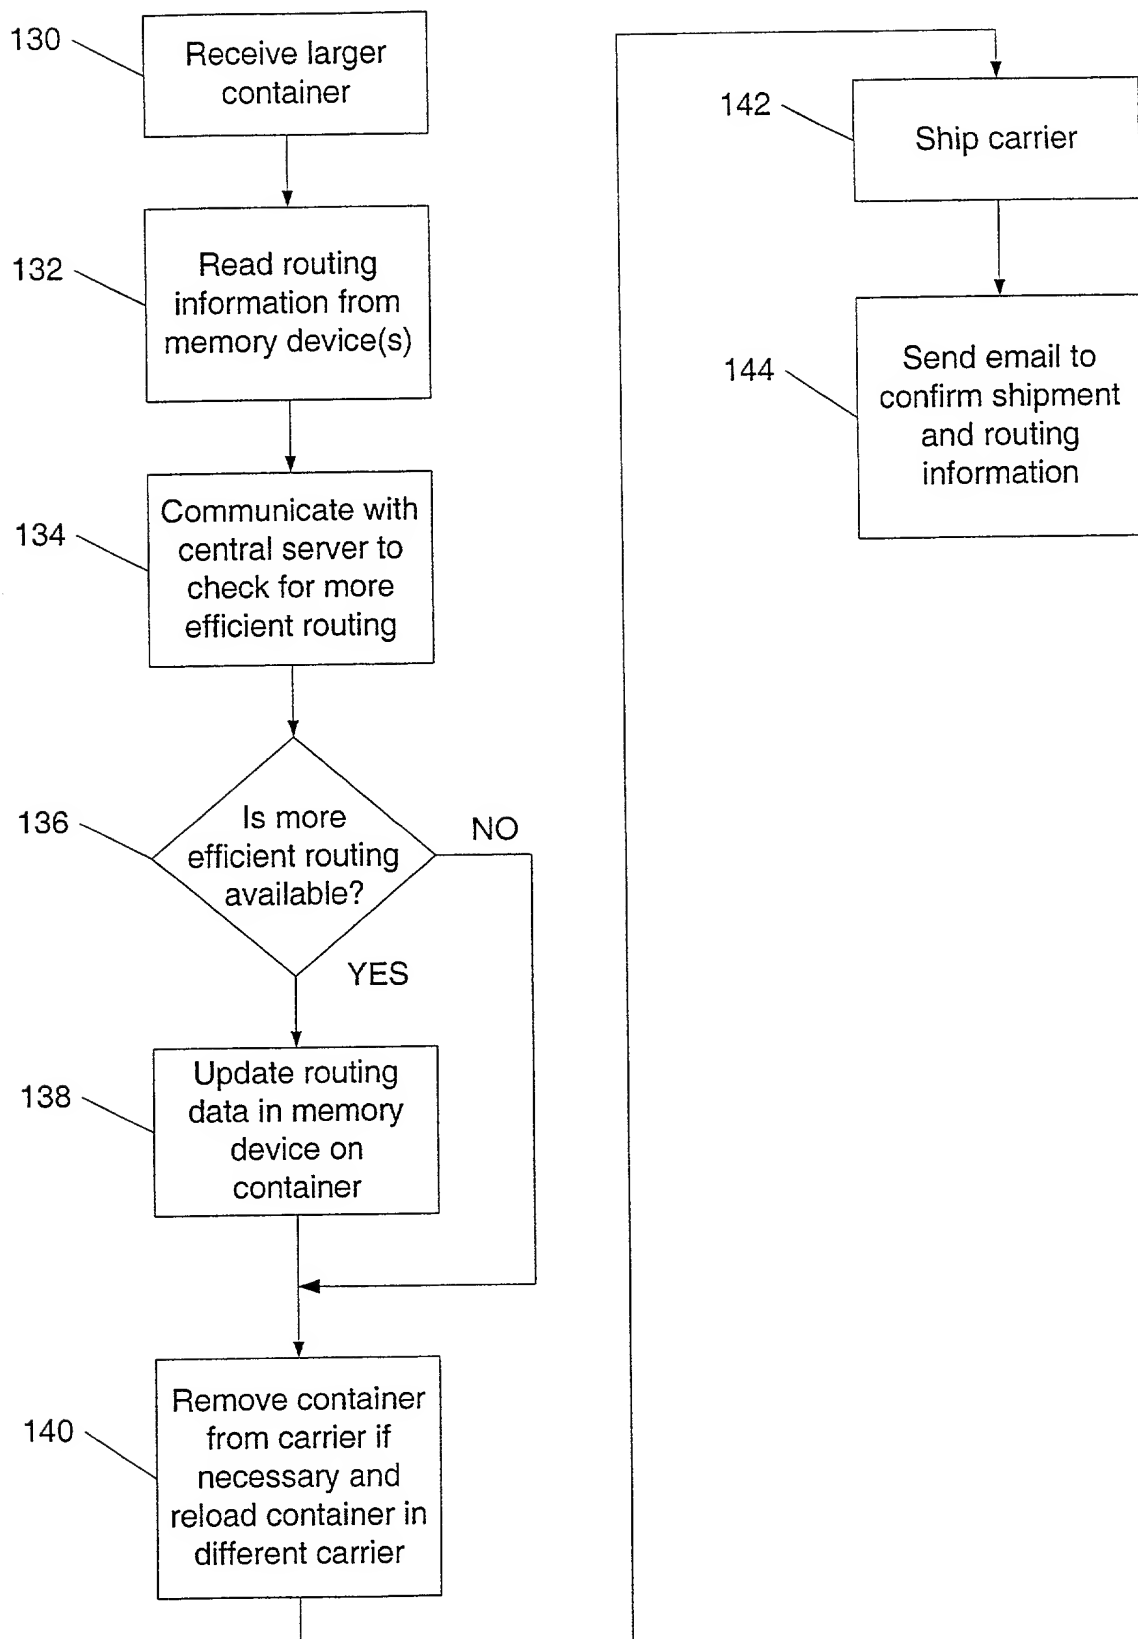 130
Receive larger
container
132
Read routing
information from
memory device(s)
134
Communicate with
central server to
check for more
efficient routing
136
Is more
efficient routing
available?
NO
YES
138
Update routing
data in memory
device on
container
140
Remove container
from carrier if
necessary and
reload container in
different carrier
142
Ship carrier
144
Send email to
confirm shipment
and routing
information